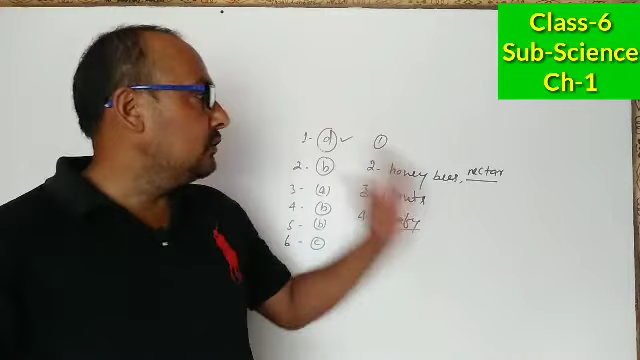 Class-6
Sub-Science
Ch-1
1- (d) ✓
2- (b)
3- (a)
4- (b)
5- (b)
6- (c)
①
2- honey bees, nectar
3
4